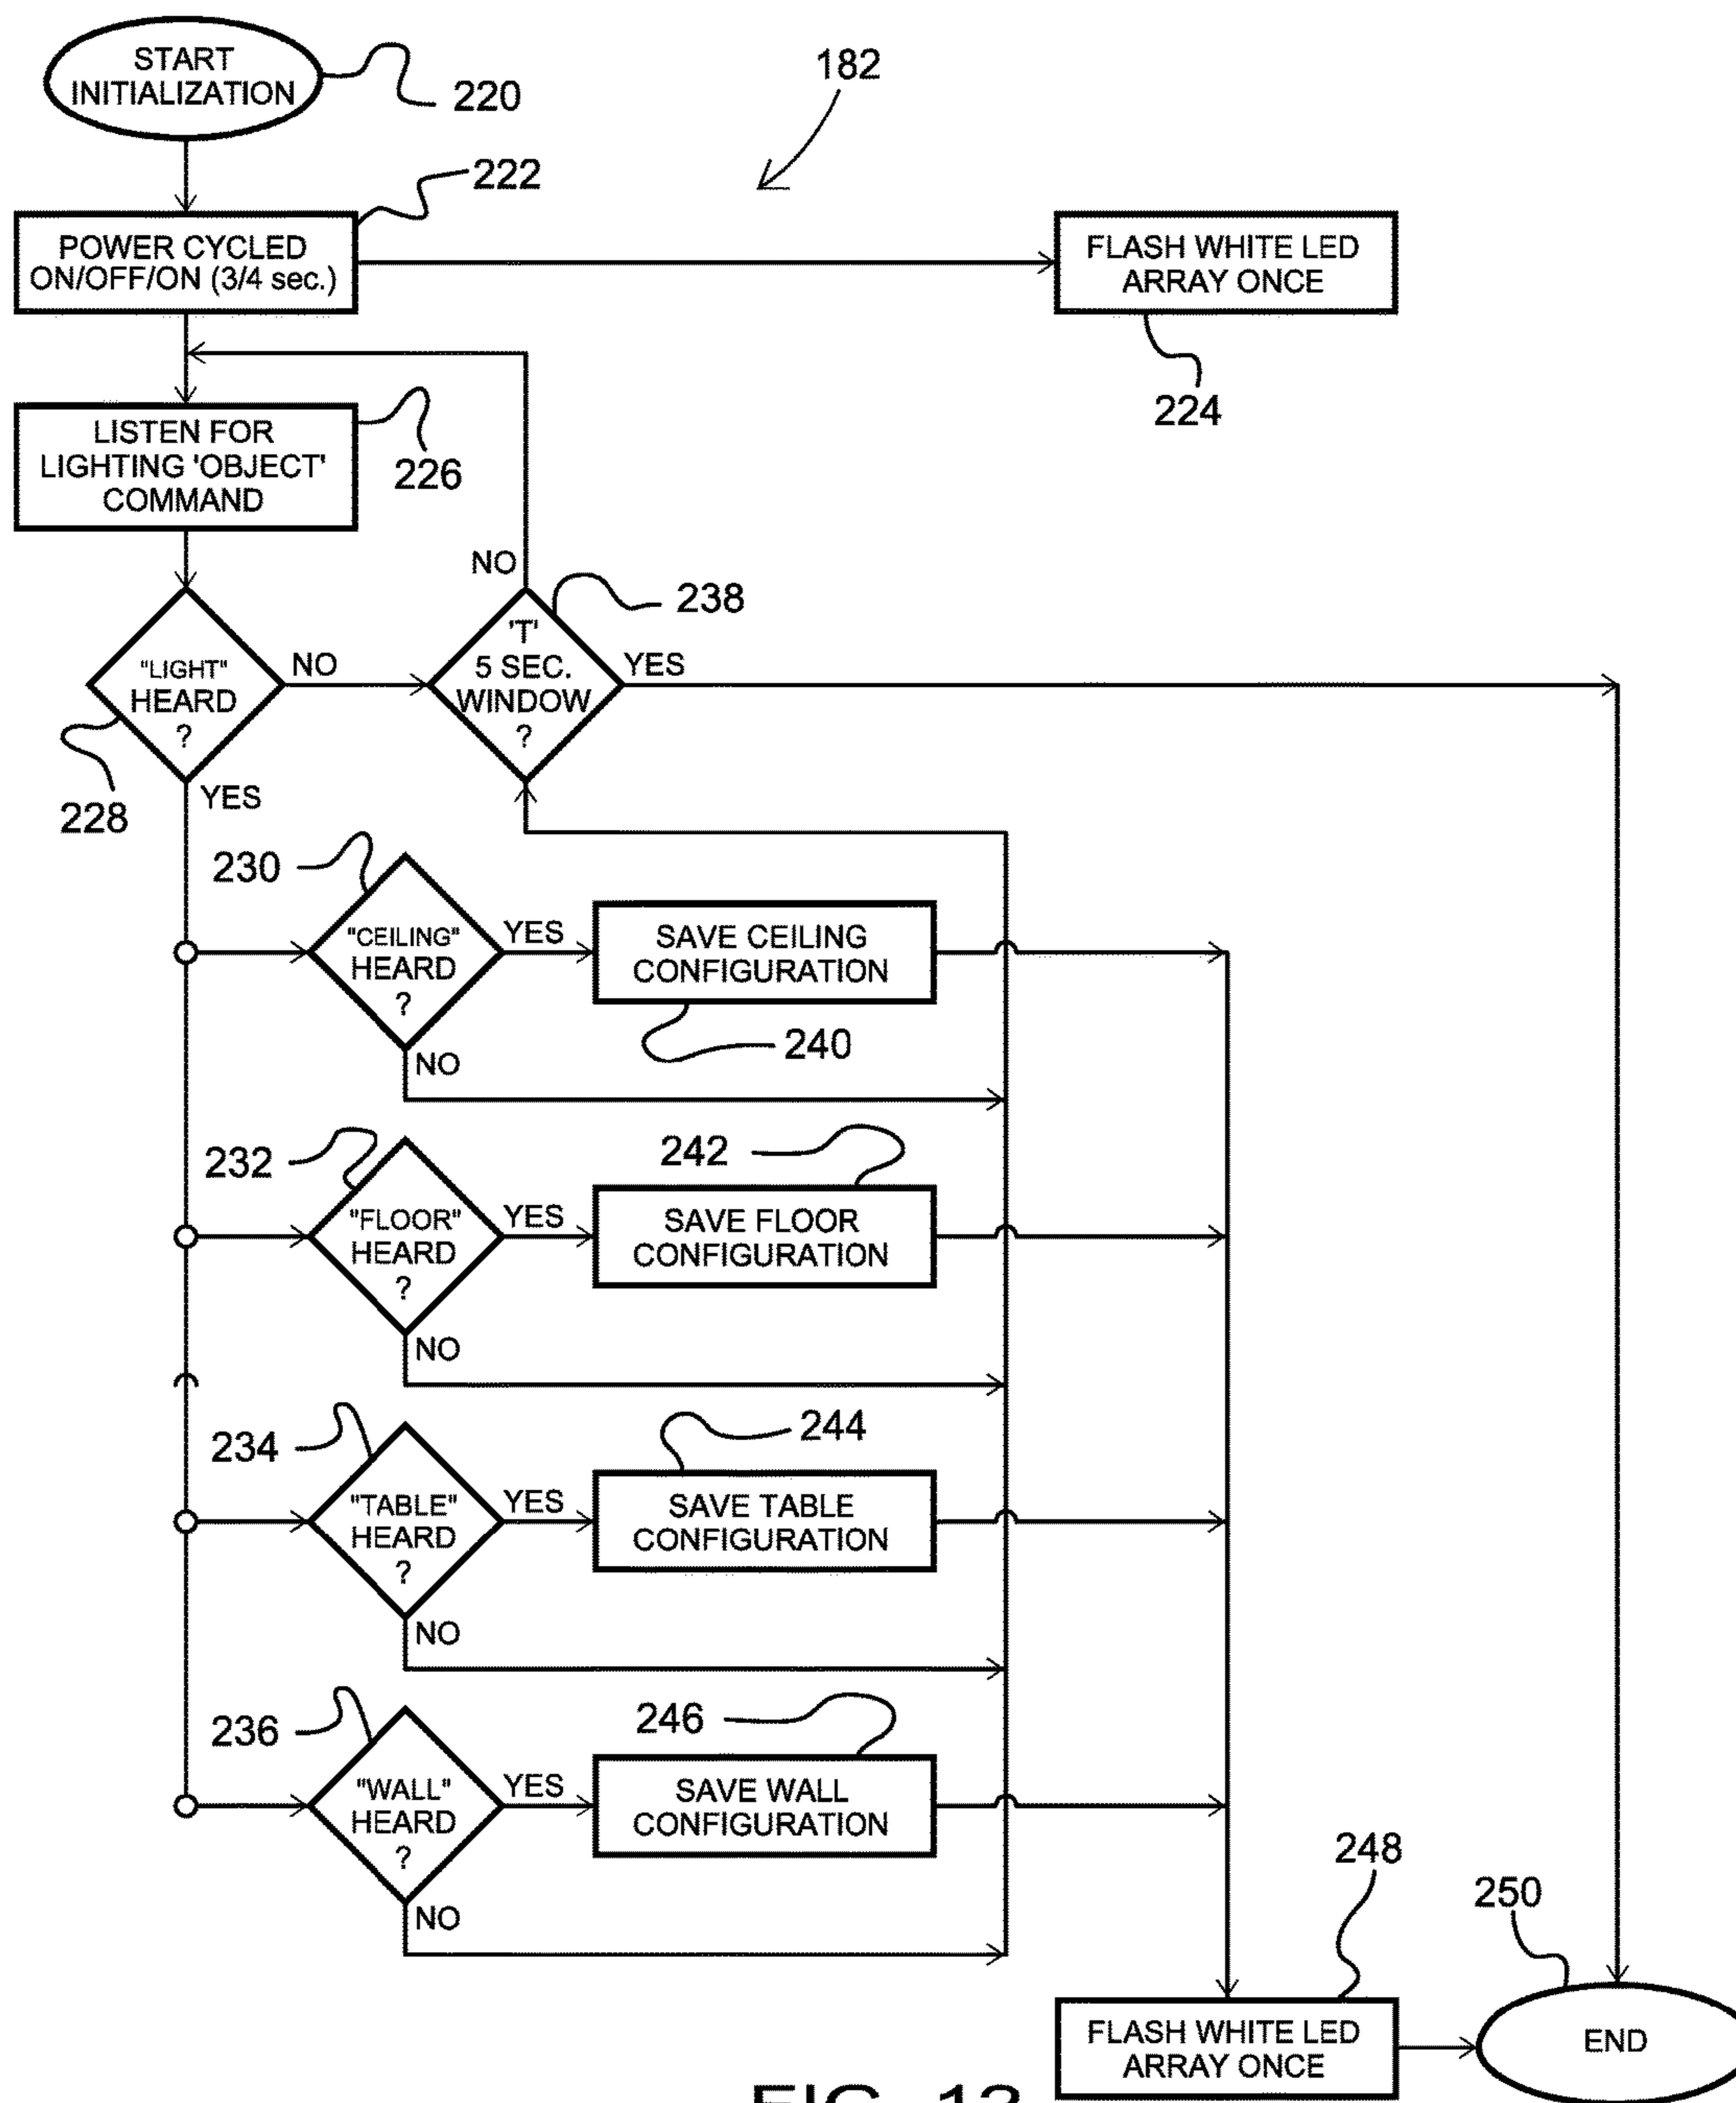 START
INITIALIZATION
220
182
222
POWER CYCLED
ON/OFF/ON (3/4 sec.)
FLASH WHITE LED
ARRAY ONCE
224
LISTEN FOR
LIGHTING 'OBJECT'
COMMAND
226
NO
238
"LIGHT"
HEARD
?
NO
'T'
5 SEC.
WINDOW
?
YES
228
YES
230
"CEILING"
HEARD
?
YES
SAVE CEILING
CONFIGURATION
240
NO
232
242
"FLOOR"
HEARD
?
YES
SAVE FLOOR
CONFIGURATION
NO
234
244
"TABLE"
HEARD
?
YES
SAVE TABLE
CONFIGURATION
NO
236
246
"WALL"
HEARD
?
YES
SAVE WALL
CONFIGURATION
NO
248
250
FLASH WHITE LED
ARRAY ONCE
END